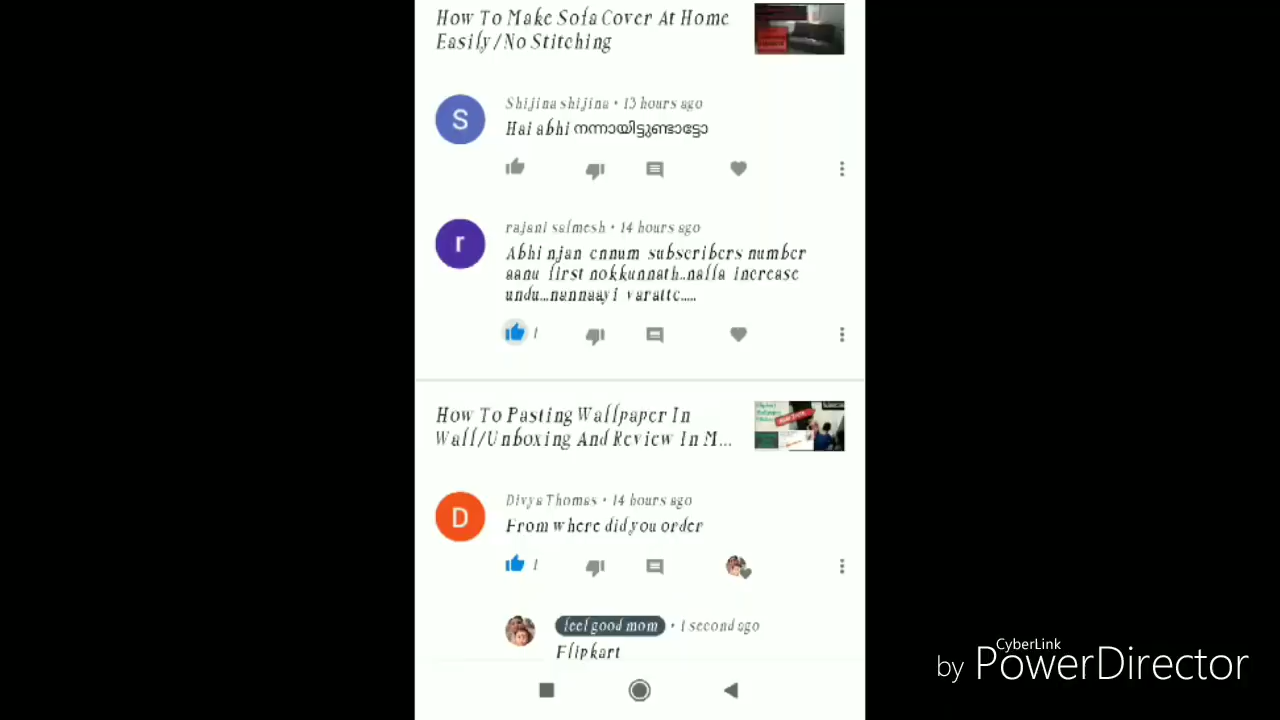 How To Make Sofa Cover At Home
Easily/No Stitching
Shijina shijina • 13 hours ago
S
Hai abhi നന്നായിട്ടുണ്ടാട്ടോ
rajani salmesh • 14 hours ago
r
Abhi njan ennum subscribers number
aanu first nokkunnath..nalla increase
undu...nannaayi varatte.....
1
How To Pasting Wallpaper In
Wall/Unboxing And Review In M...
Divya Thomas • 14 hours ago
D
From where did you order
1
feel good mom • 1 second ago
Flipkart
CyberLink
by PowerDirector